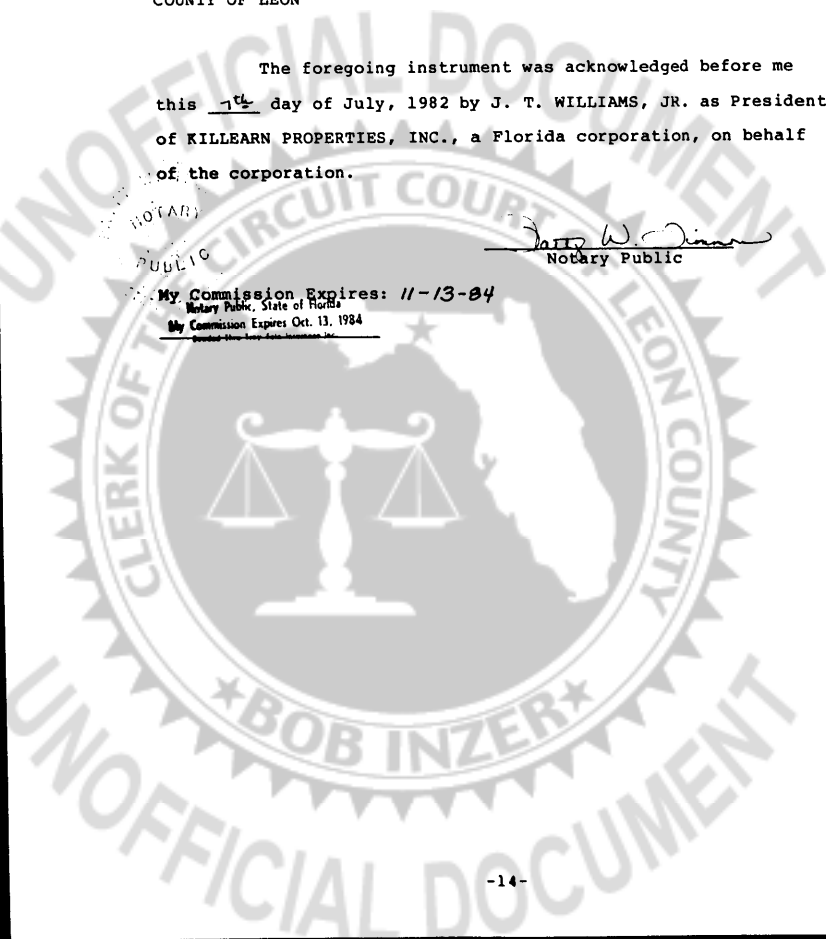 COUNTY OF LEON
The foregoing instrument was acknowledged before me
this 7th day of July, 1982 by J. T. WILLIAMS, JR. as President
of KILLEARN PROPERTIES, INC., a Florida corporation, on behalf
of the corporation.
NOTARY
PUBLIC
Notary Public
My Commission Expires: 11-13-84
Notary Public, State of Florida
My Commission Expires Oct. 13, 1984
UNOFFICIAL DOCUMENT
CLERK OF THE CIRCUIT COURT LEON COUNTY
BOB INZER
UNOFFICIAL DOCUMENT
-14-